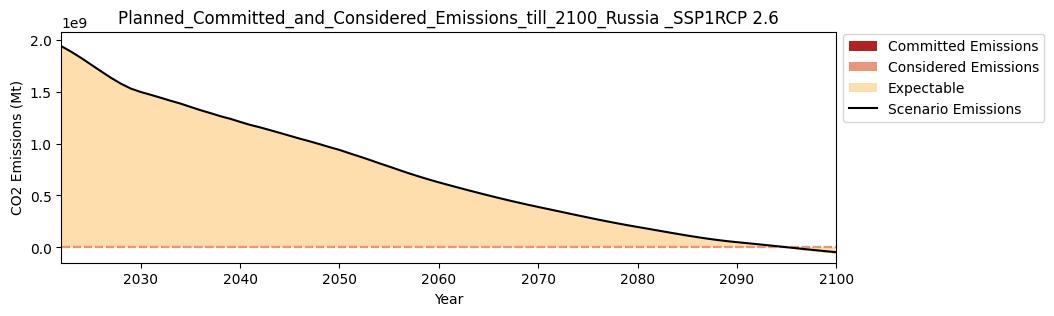 Planned_Committed_and_Considered_Emissions_till_2100_Russia _SSP1RCP 2.6
1e9
2.0
1.5
1.0
0.5
0.0
CO2 Emissions (Mt)
2030 2040 2050 2060 2070 2080 2090 2100
Year
Committed Emissions
Considered Emissions
Expectable
Scenario Emissions